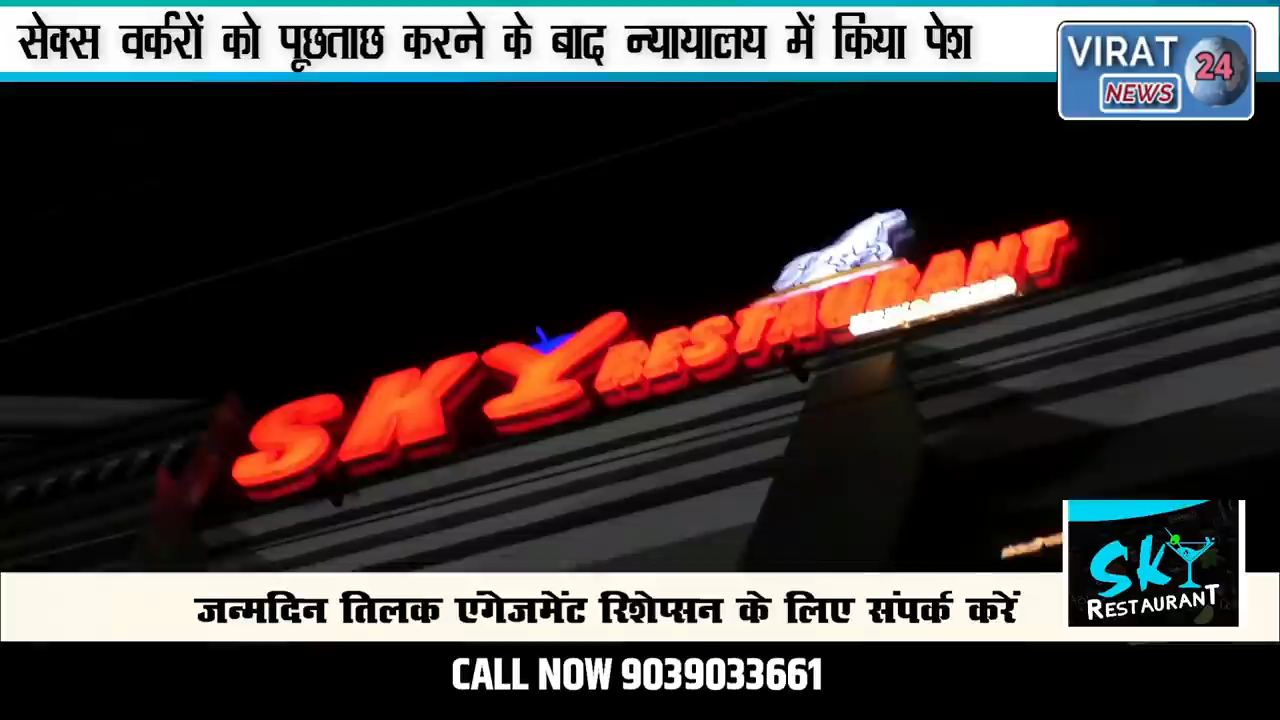 सेक्स वर्करों को पूछताछ करने के बाद न्यायालय में किया पेश
VIRAT 24
NEWS
SKY RESTAURANT
SKY
RESTAURANT
जन्मदिन तिलक एंगेजमेंट रिशेप्सन के लिए संपर्क करें
CALL NOW 9039033661